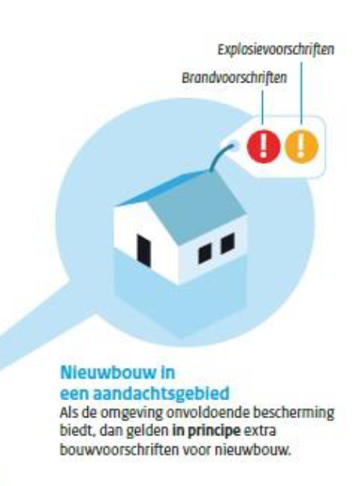 Explosievoorschriften
Brandvoorschriften
! !
Nieuwbouw in
een aandachtsgebied
Als de omgeving onvoldoende bescherming
biedt, dan gelden in principe extra
bouwvoorschriften voor nieuwbouw.